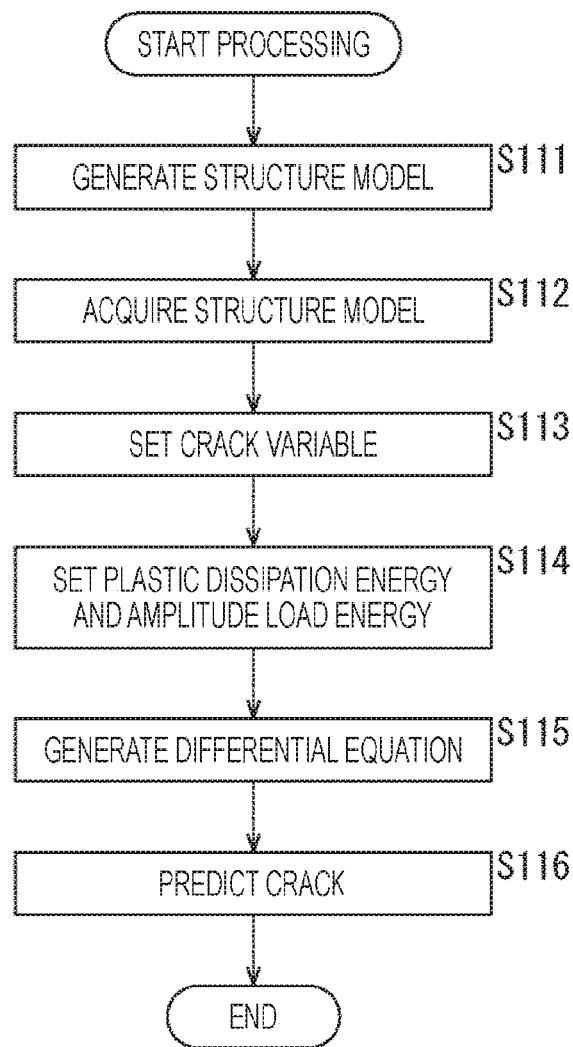 START PROCESSING
GENERATE STRUCTURE MODEL
S111
ACQUIRE STRUCTURE MODEL
S112
SET CRACK VARIABLE
S113
SET PLASTIC DISSIPATION ENERGY
AND AMPLITUDE LOAD ENERGY
S114
GENERATE DIFFERENTIAL EQUATION
S115
PREDICT CRACK
S116
END